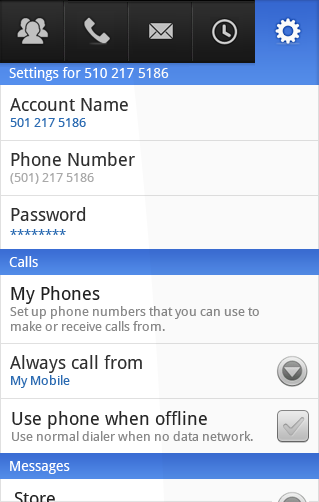 Settings for 510 217 5186
Account Name
501 217 5186
Phone Number
(501) 217 5186
Password
********
Calls
My Phones
Set up phone numbers that you can use to
make or receive calls from.
Always call from
My Mobile
Use phone when offline
Use normal dialer when no data network.
Messages
Store